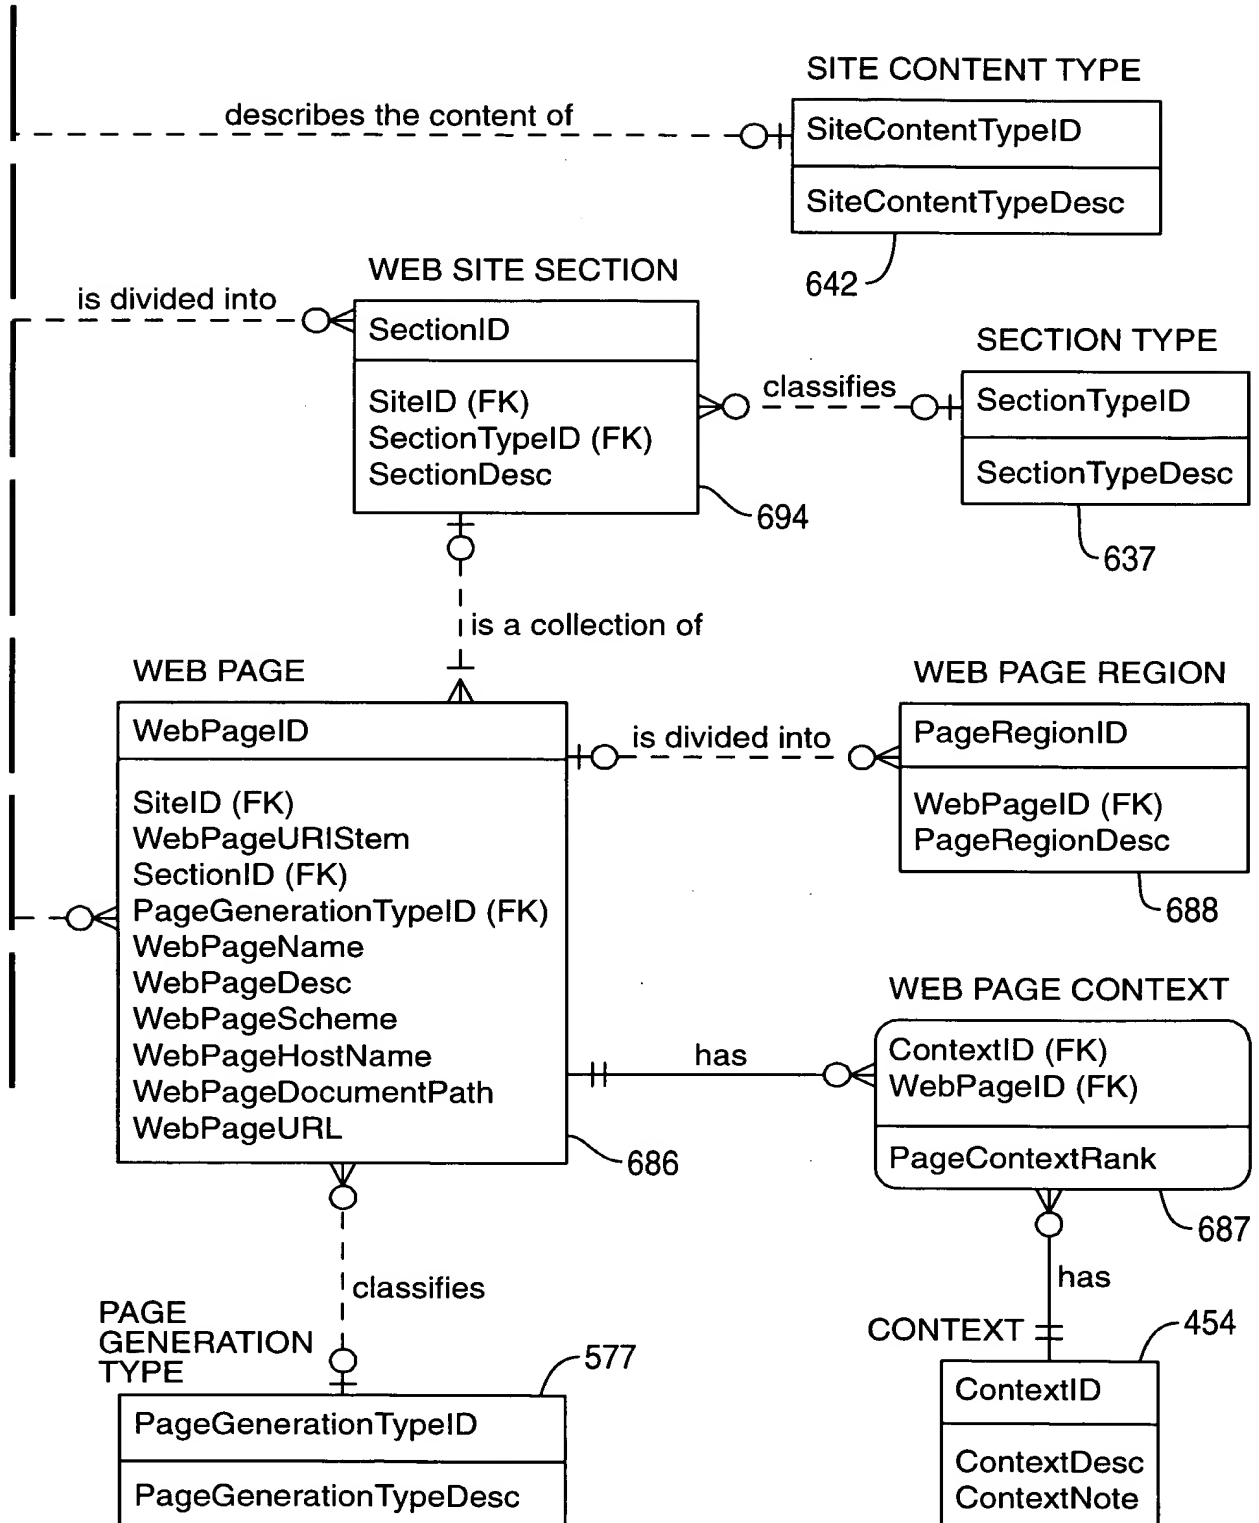 SITE CONTENT TYPE
describes the content of
SiteContentTypeID
SiteContentTypeDesc
642
WEB SITE SECTION
is divided into
SectionID
SiteID (FK)
SectionTypeID (FK)
SectionDesc
694
classifies
SECTION TYPE
SectionTypeID
SectionTypeDesc
637
is a collection of
WEB PAGE
WebPageID
SiteID (FK)
WebPageURIStem
SectionID (FK)
PageGenerationTypeID (FK)
WebPageName
WebPageDesc
WebPageScheme
WebPageHostName
WebPageDocumentPath
WebPageURL
686
is divided into
WEB PAGE REGION
PageRegionID
WebPageID (FK)
PageRegionDesc
688
has
WEB PAGE CONTEXT
ContextID (FK)
WebPageID (FK)
PageContextRank
687
classifies
PAGE
GENERATION
TYPE
577
PageGenerationTypeID
PageGenerationTypeDesc
has
CONTEXT
454
ContextID
ContextDesc
ContextNote